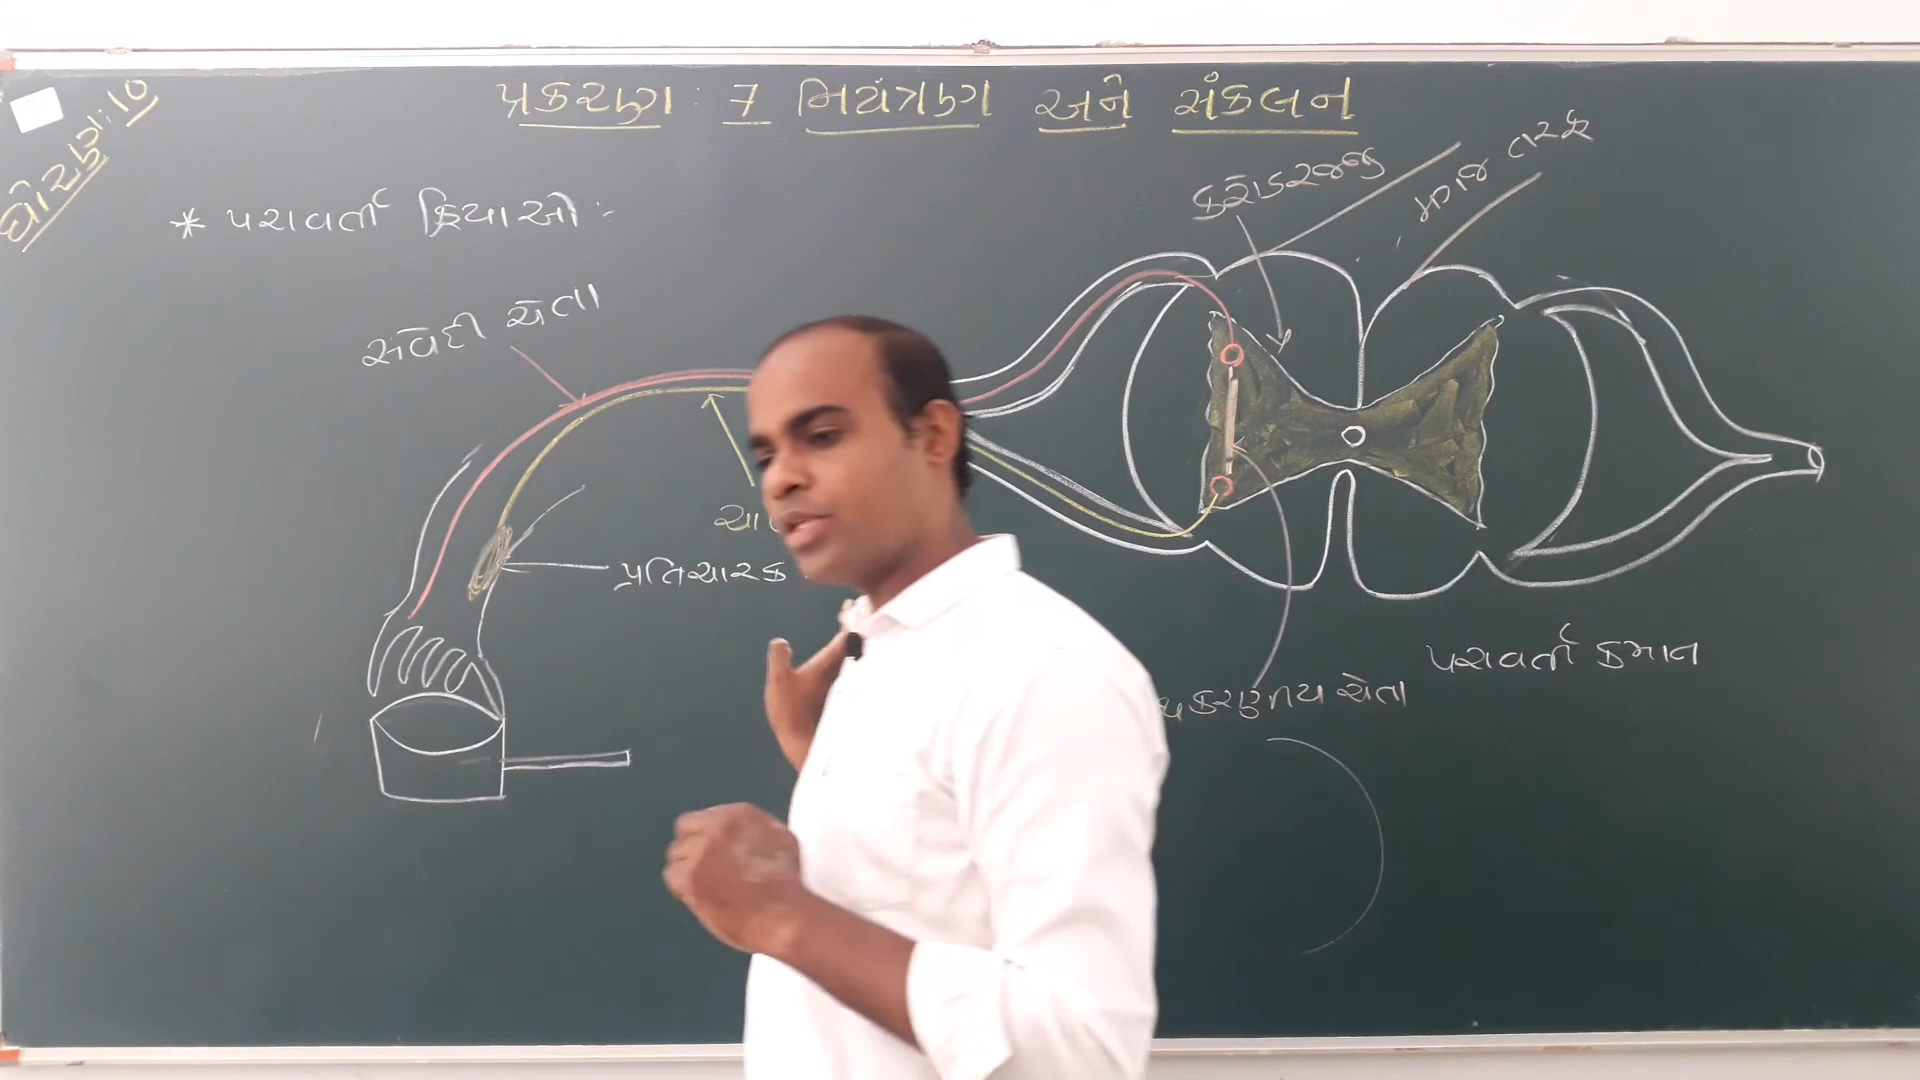 ધોરણ:10
પ્રકરણ : 7 નિયંત્રણ અને સંકલન
* પરાવર્તી ક્રિયાઓ :
કરોડરજ્જુ
મગજ તરફ
સંવેદી ચેતા
ચા
પ્રતિચારક
પરાવર્તી કમાન
ચેતા